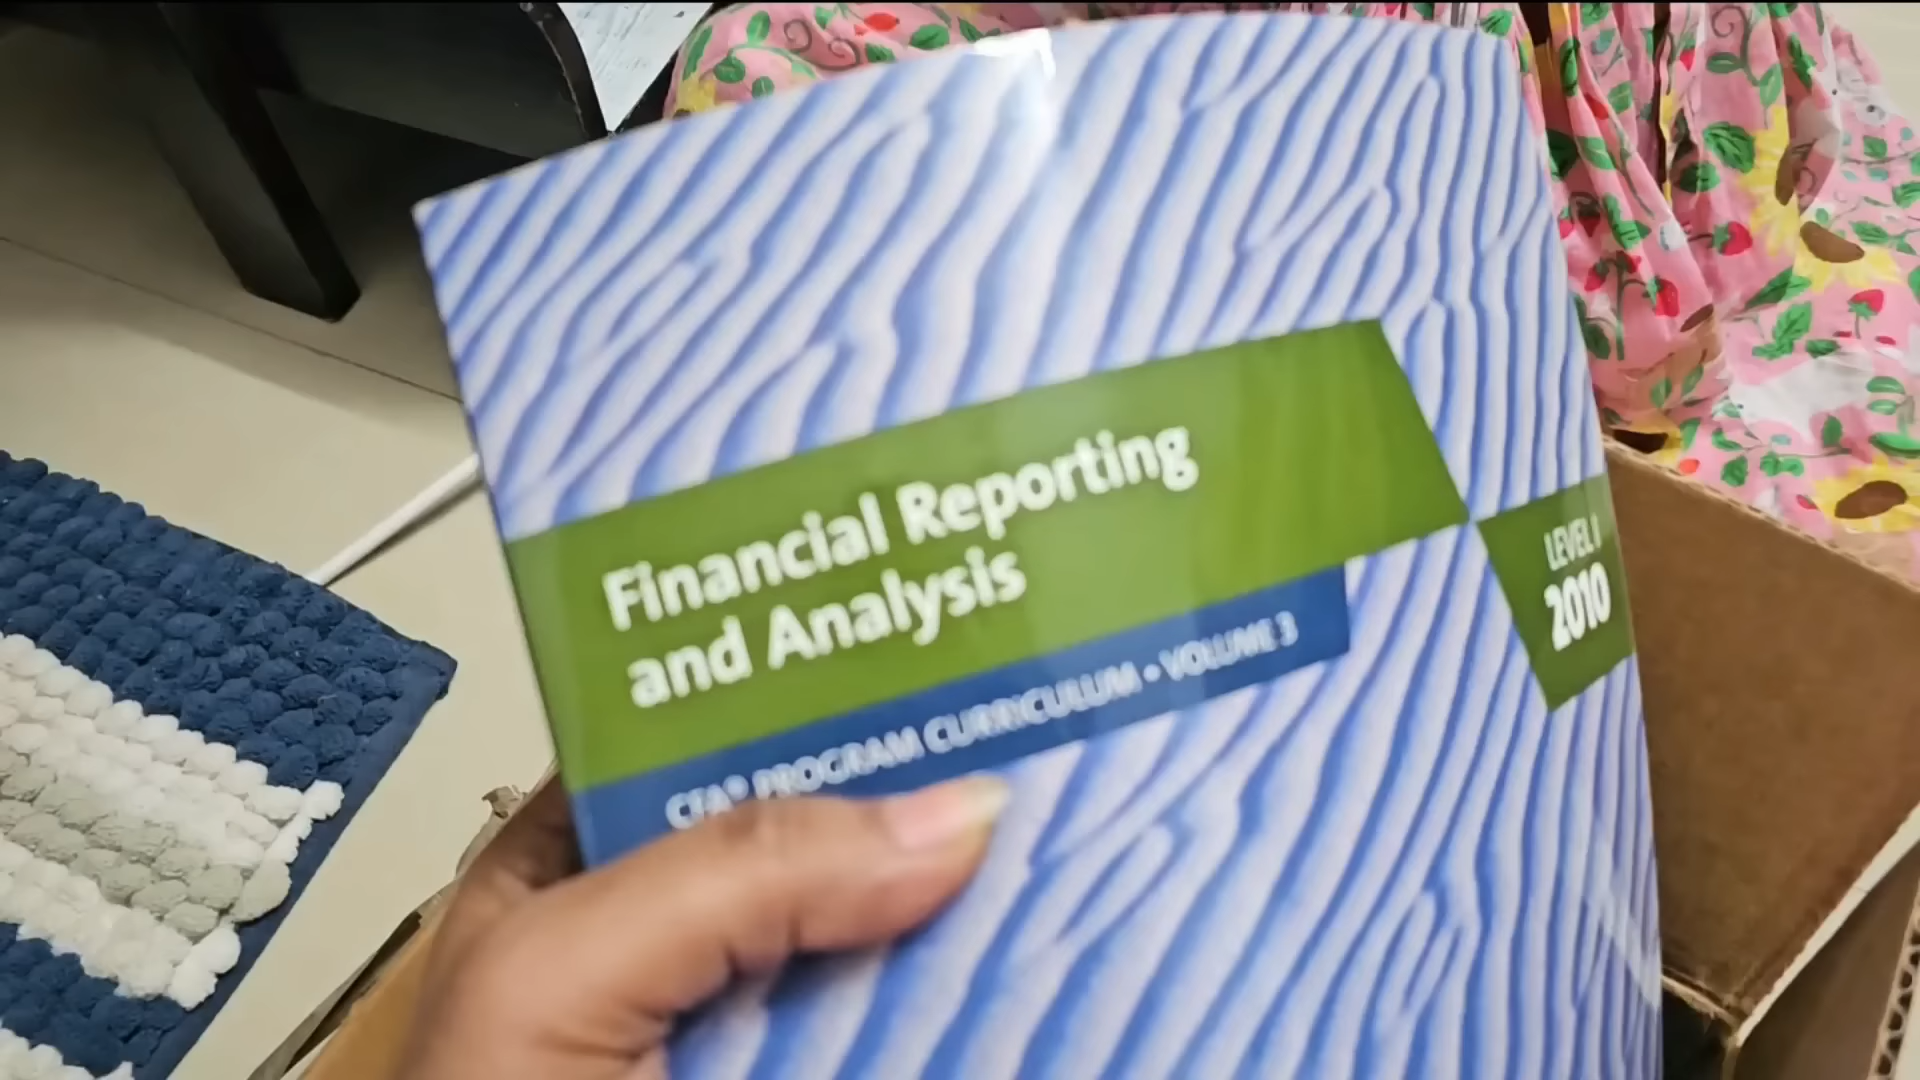 Financial Reporting
and Analysis
CFA® PROGRAM CURRICULUM • VOLUME 3
LEVEL I
2010